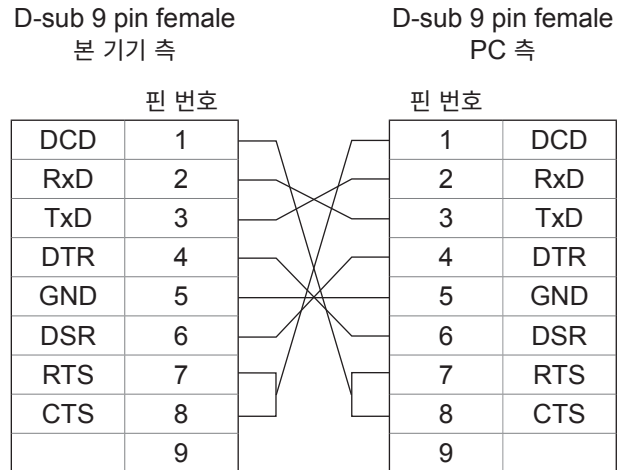 D-sub 9 pin female D-sub 9 pin female
본 기기 측 PC 측
핀 번호 핀 번호
DCD 1 1 DCD
RxD 2 2 RxD
TxD 3 3 TxD
DTR 4 4 DTR
GND 5 5 GND
DSR 6 6 DSR
RTS 7 7 RTS
CTS 8 8 CTS
9 9